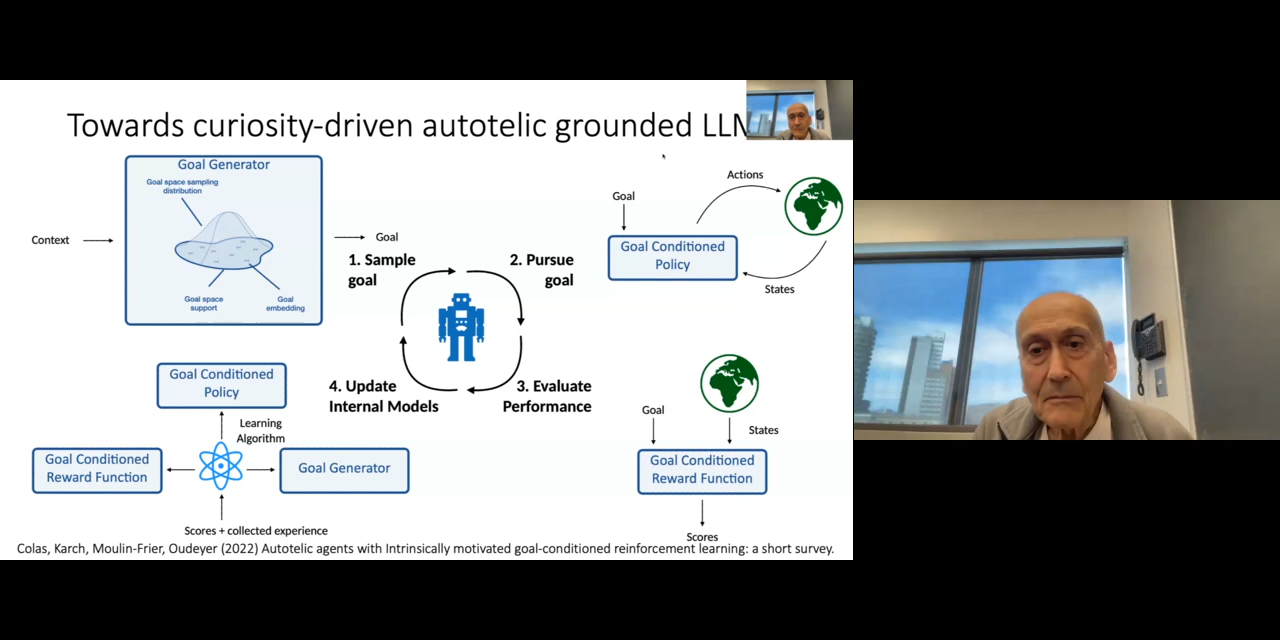 Towards curiosity-driven autotelic grounded LLM
Goal Generator
Goal space sampling
distribution
Context
Goal space
support
Goal
embedding
Goal
1. Sample
goal
2. Pursue
goal
3. Evaluate
Performance
4. Update
Internal Models
Goal
Actions
Goal Conditioned
Policy
States
Goal Conditioned
Policy
Learning
Algorithm
Goal Conditioned
Reward Function
Goal Generator
Scores + collected experience
Goal
States
Goal Conditioned
Reward Function
Scores
Colas, Karch, Moulin-Frier, Oudeyer (2022) Autotelic agents with Intrinsically motivated goal-conditioned reinforcement learning: a short survey.